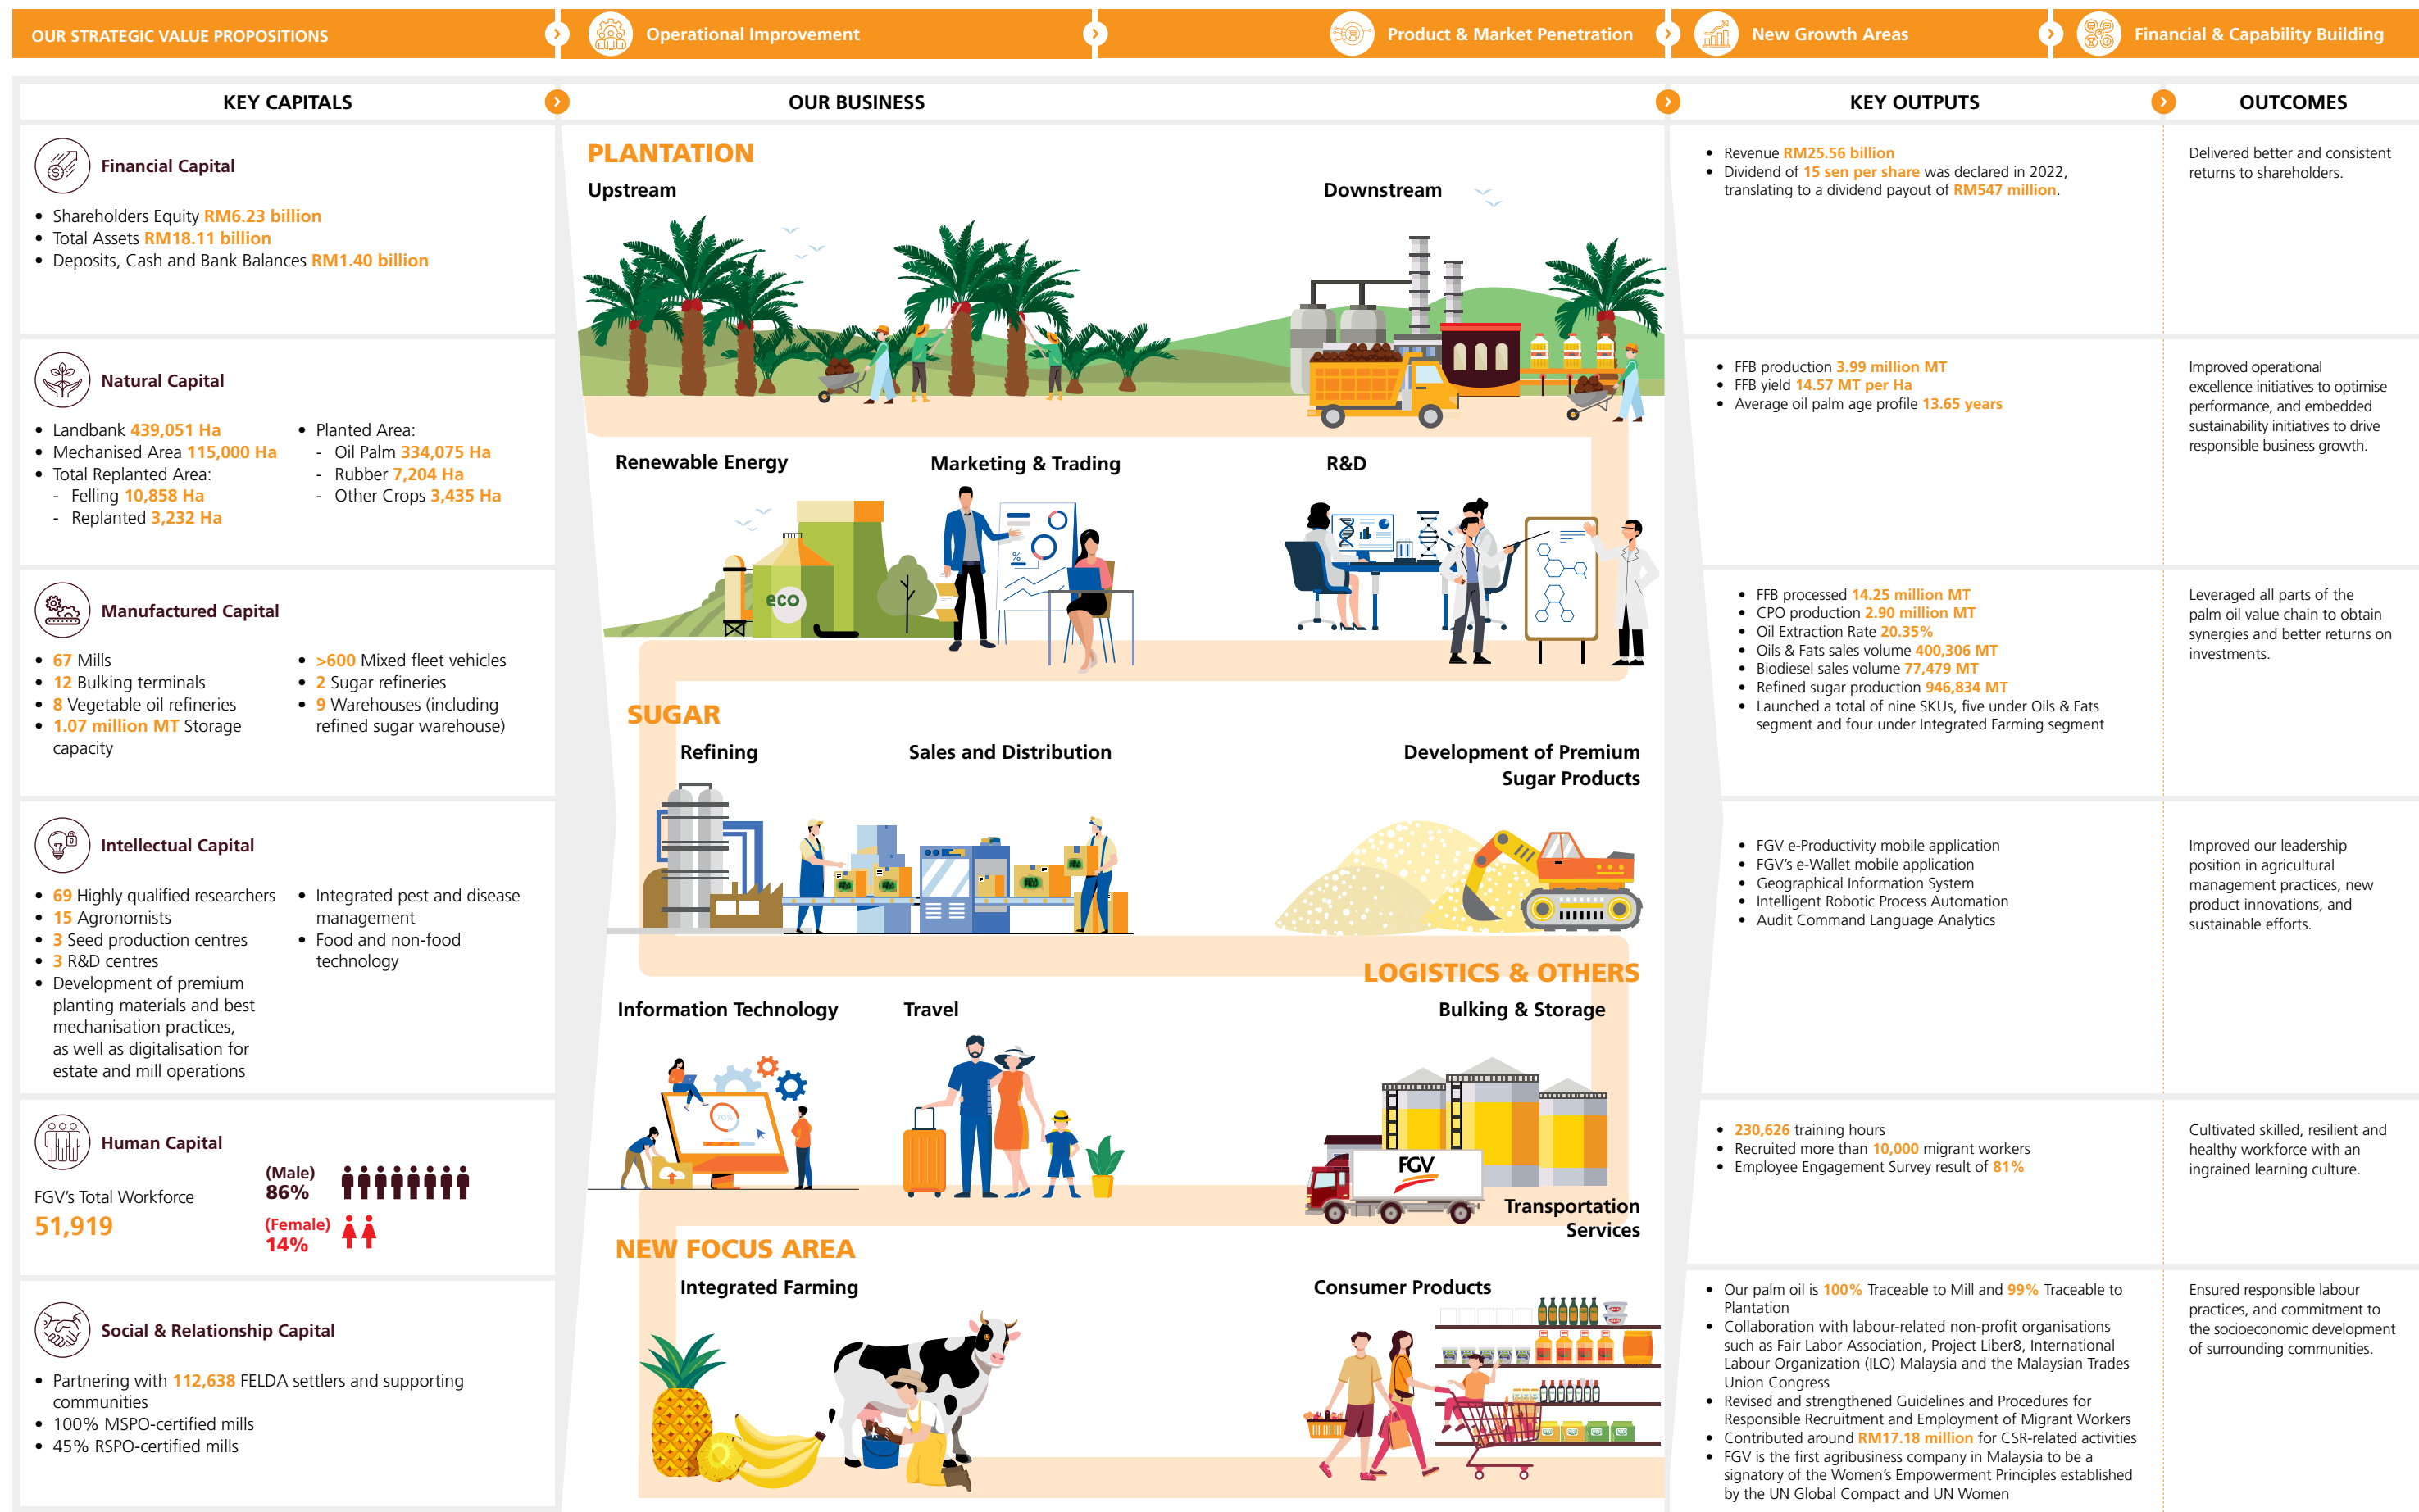 OUR STRATEGIC VALUE PROPOSITIONS
Operational Improvement
Product & Market Penetration
New Growth Areas
Financial & Capability Building
KEY CAPITALS
OUR BUSINESS
KEY OUTPUTS
OUTCOMES
Financial Capital
• Shareholders Equity RM6.23 billion
• Total Assets RM18.11 billion
• Deposits, Cash and Bank Balances RM1.40 billion
Natural Capital
• Landbank 439,051 Ha
• Mechanised Area 115,000 Ha
• Total Replanted Area:
- Felling 10,858 Ha
- Replanted 3,232 Ha
• Planted Area:
- Oil Palm 334,075 Ha
- Rubber 7,204 Ha
- Other Crops 3,435 Ha
Manufactured Capital
• 67 Mills
• 12 Bulking terminals
• 8 Vegetable oil refineries
• 1.07 million MT Storage
capacity
• >600 Mixed fleet vehicles
• 2 Sugar refineries
• 9 Warehouses (including
refined sugar warehouse)
Intellectual Capital
• 69 Highly qualified researchers
• 15 Agronomists
• 3 Seed production centres
• 3 R&D centres
• Development of premium
planting materials and best
mechanisation practices,
as well as digitalisation for
estate and mill operations
• Integrated pest and disease
management
• Food and non-food
technology
Human Capital
FGV's Total Workforce
51,919
(Male)
86%
(Female)
14%
Social & Relationship Capital
• Partnering with 112,638 FELDA settlers and supporting
communities
• 100% MSPO-certified mills
• 45% RSPO-certified mills
PLANTATION
Upstream
Downstream
Renewable Energy
Marketing & Trading
R&D
%
eco
SUGAR
Refining
Sales and Distribution
Development of Premium
Sugar Products
LOGISTICS & OTHERS
Information Technology
Travel
Bulking & Storage
70%
FGV
Transportation
Services
NEW FOCUS AREA
Integrated Farming
Consumer Products
• Revenue RM25.56 billion
• Dividend of 15 sen per share was declared in 2022,
translating to a dividend payout of RM547 million.
Delivered better and consistent
returns to shareholders.
• FFB production 3.99 million MT
• FFB yield 14.57 MT per Ha
• Average oil palm age profile 13.65 years
Improved operational
excellence initiatives to optimise
performance, and embedded
sustainability initiatives to drive
responsible business growth.
• FFB processed 14.25 million MT
• CPO production 2.90 million MT
• Oil Extraction Rate 20.35%
• Oils & Fats sales volume 400,306 MT
• Biodiesel sales volume 77,479 MT
• Refined sugar production 946,834 MT
• Launched a total of nine SKUs, five under Oils & Fats
segment and four under Integrated Farming segment
Leveraged all parts of the
palm oil value chain to obtain
synergies and better returns on
investments.
• FGV e-Productivity mobile application
• FGV's e-Wallet mobile application
• Geographical Information System
• Intelligent Robotic Process Automation
• Audit Command Language Analytics
Improved our leadership
position in agricultural
management practices, new
product innovations, and
sustainable efforts.
• 230,626 training hours
• Recruited more than 10,000 migrant workers
• Employee Engagement Survey result of 81%
Cultivated skilled, resilient and
healthy workforce with an
ingrained learning culture.
• Our palm oil is 100% Traceable to Mill and 99% Traceable to
Plantation
• Collaboration with labour-related non-profit organisations
such as Fair Labor Association, Project Liber8, International
Labour Organization (ILO) Malaysia and the Malaysian Trades
Union Congress
• Revised and strengthened Guidelines and Procedures for
Responsible Recruitment and Employment of Migrant Workers
• Contributed around RM17.18 million for CSR-related activities
• FGV is the first agribusiness company in Malaysia to be a
signatory of the Women's Empowerment Principles established
by the UN Global Compact and UN Women
Ensured responsible labour
practices, and commitment to
the socioeconomic development
of surrounding communities.